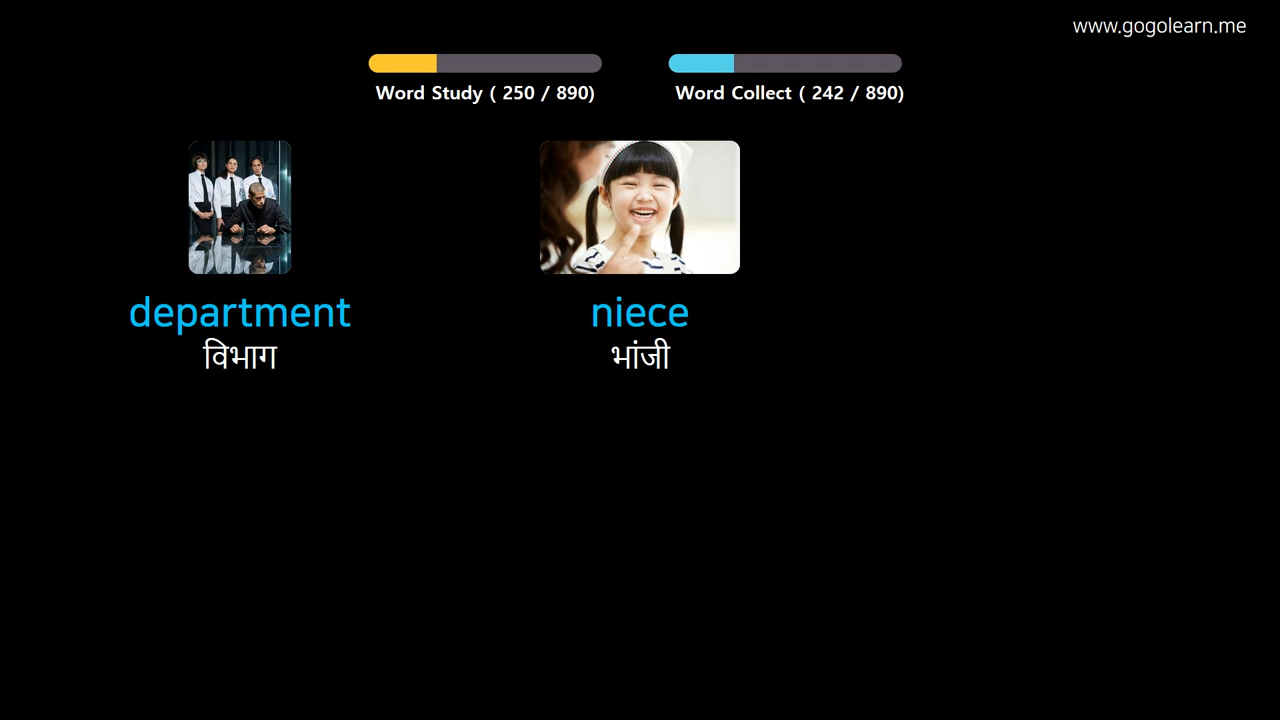 www.gogolearn.me
Word Study ( 250 / 890)
Word Collect ( 242 / 890)
department
विभाग
niece
भांजी